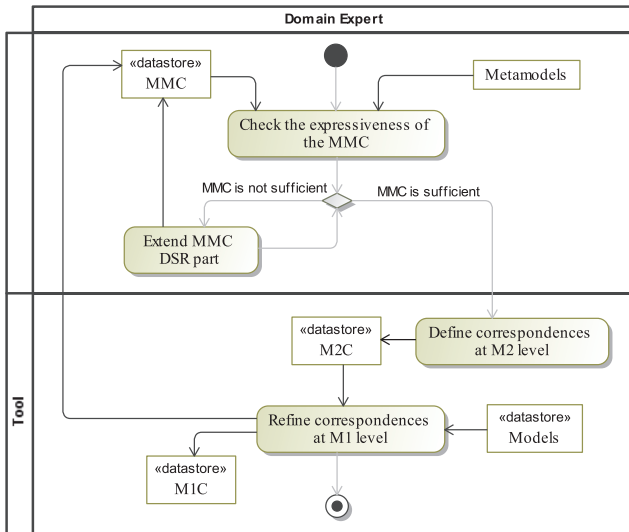 Domain Expert
«datastore»
MMC
Metamodels
Check the expressiveness of
the MMC
MMC is not sufficient
MMC is sufficient
Extend MMC
DSR part
Tool
«datastore»
M2C
Define correspondences
at M2 level
Refine correspondences
at M1 level
«datastore»
Models
«datastore»
M1C